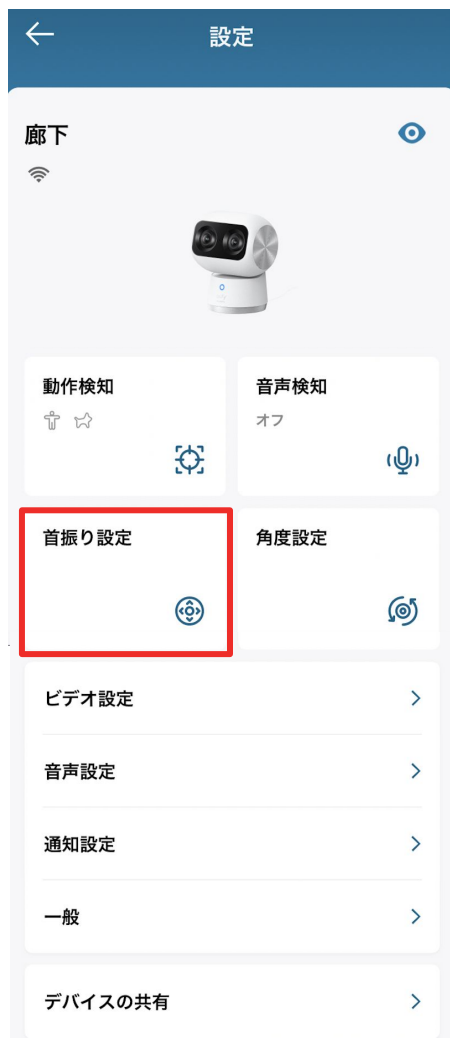 設定
廊下
動作検知
音声検知
オフ
首振り設定
角度設定
ビデオ設定
音声設定
通知設定
一般
デバイスの共有